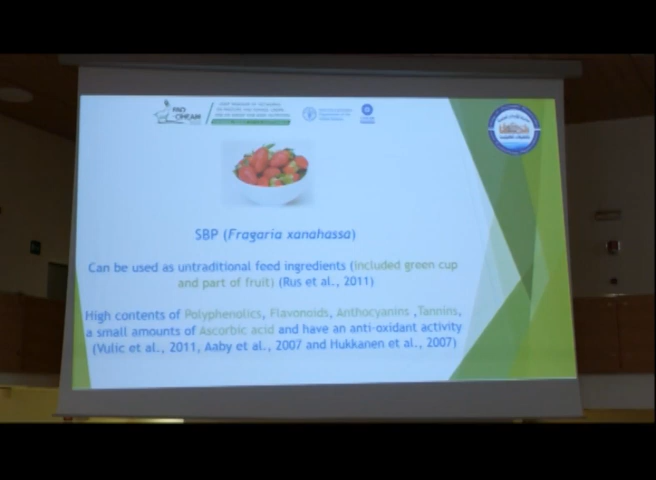 FAO
CIHEAM
SBP (Fragaria xanahassa)
Can be used as untraditional feed ingredients (included green cup
and part of fruit) (Rus et al., 2011)
High contents of Polyphenolics, Flavonoids, Anthocyanins ,Tannins,
a small amounts of Ascorbic acid and have an anti-oxidant activity
(Vulic et al., 2011, Aaby et al., 2007 and Hukkanen et al., 2007)